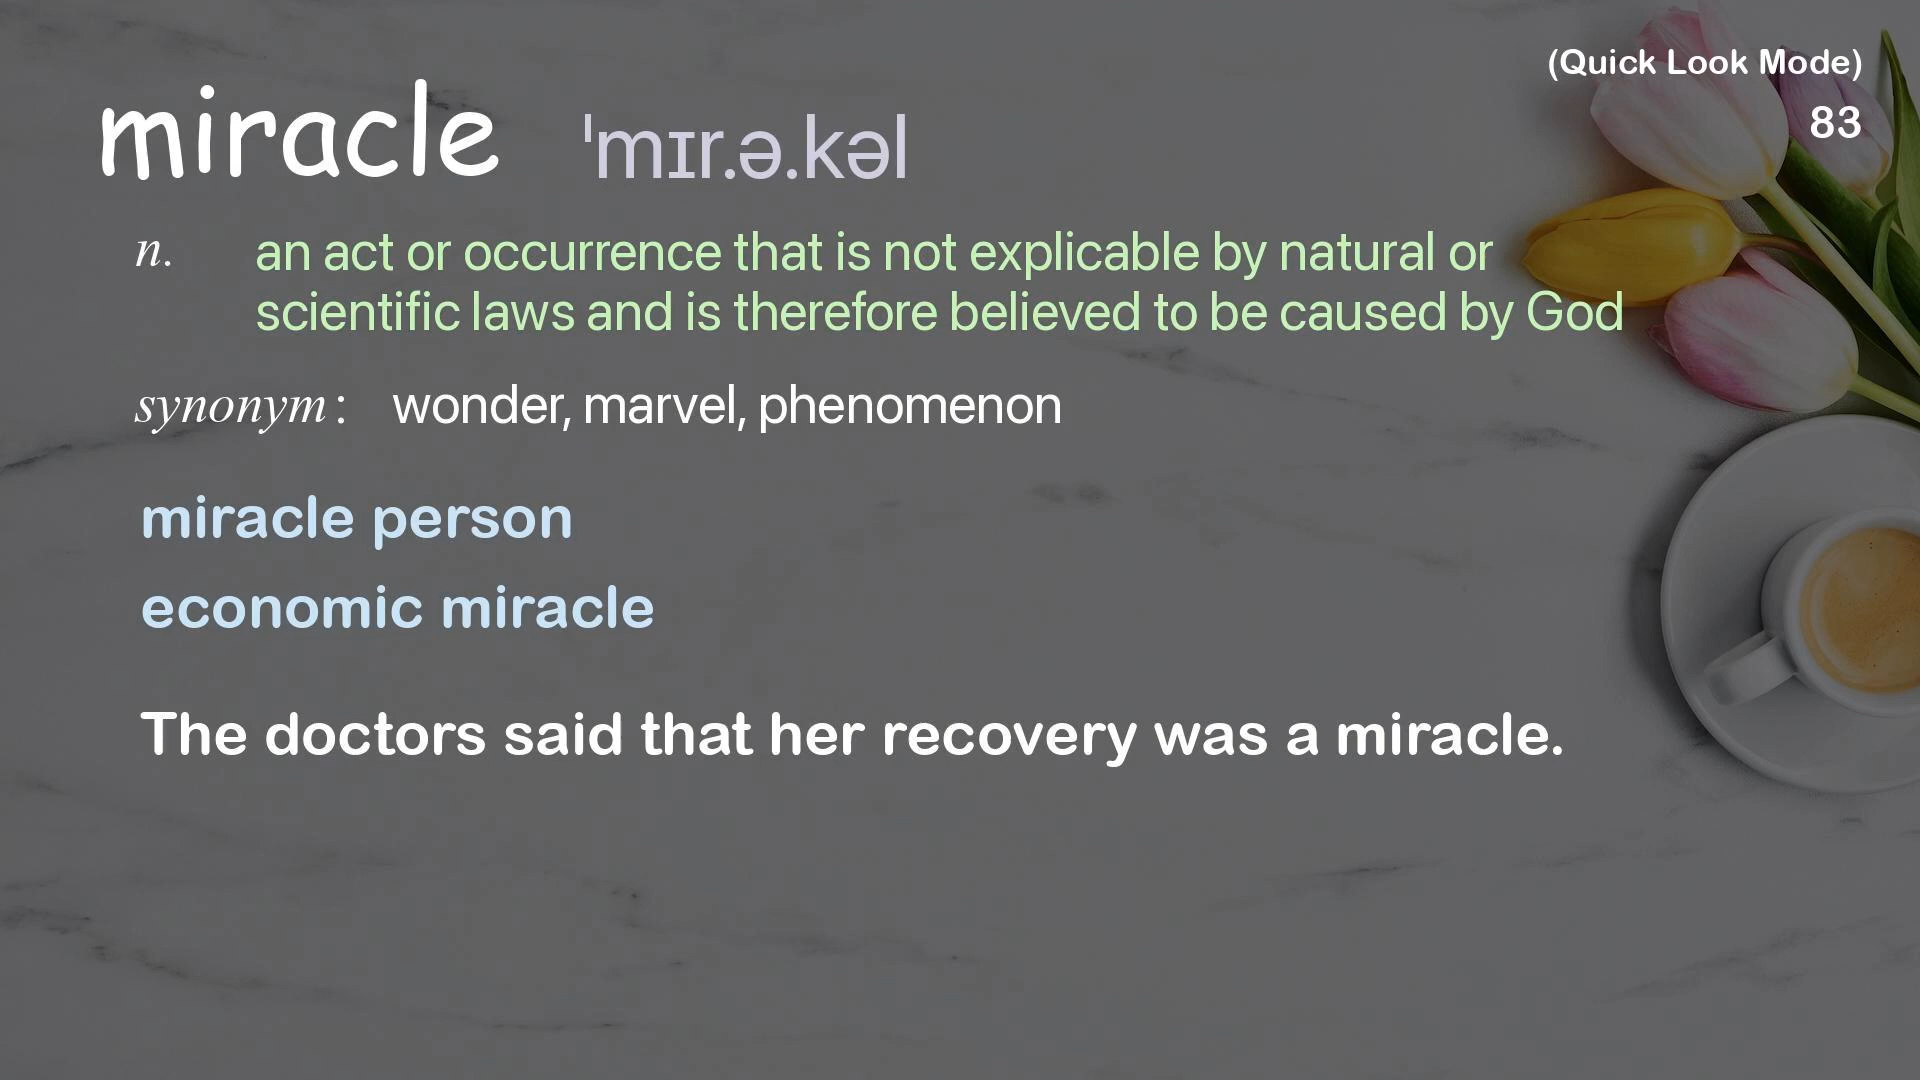 (Quick Look Mode)
83
miracle ˈmɪr.ə.kəl
n. an act or occurrence that is not explicable by natural or
scientific laws and is therefore believed to be caused by God
synonym: wonder, marvel, phenomenon
miracle person
economic miracle
The doctors said that her recovery was a miracle.